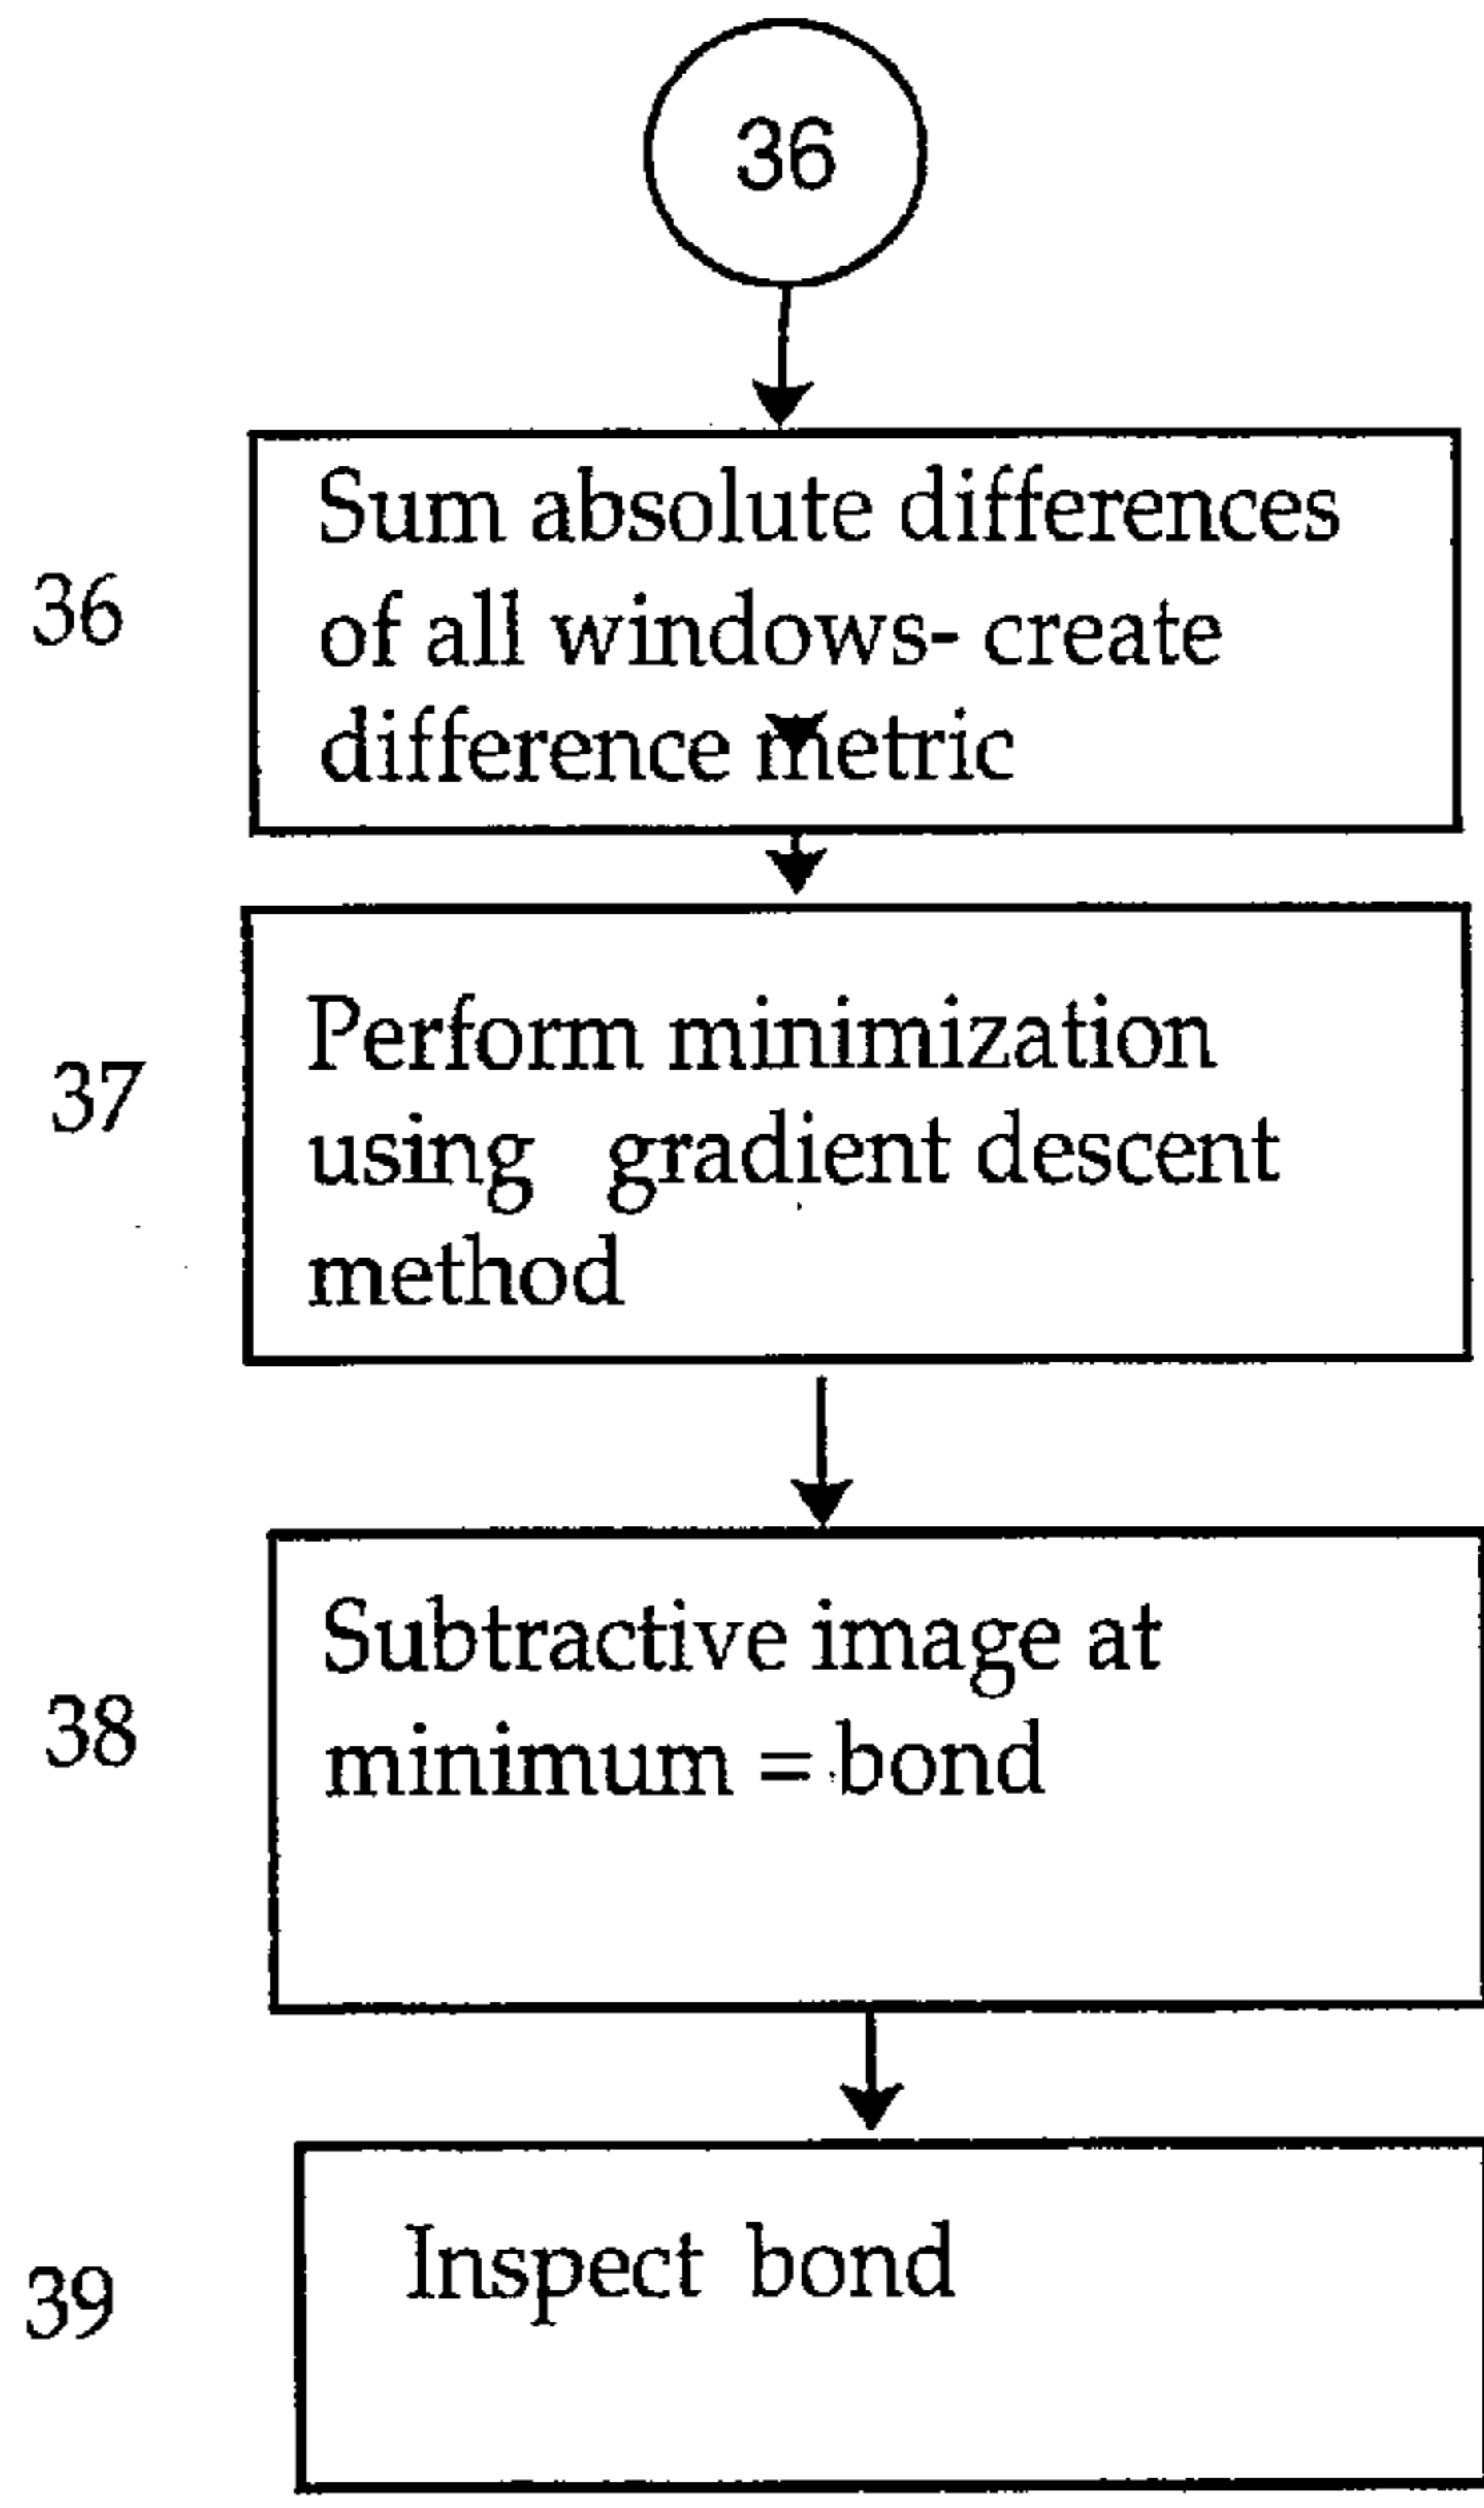 36
Sum absolute differences
36
of all windows- create
difference metric
Perform minimization
37
using gradient descent
method
Subtractive image at
38
minimum = bond
Inspect bond
39